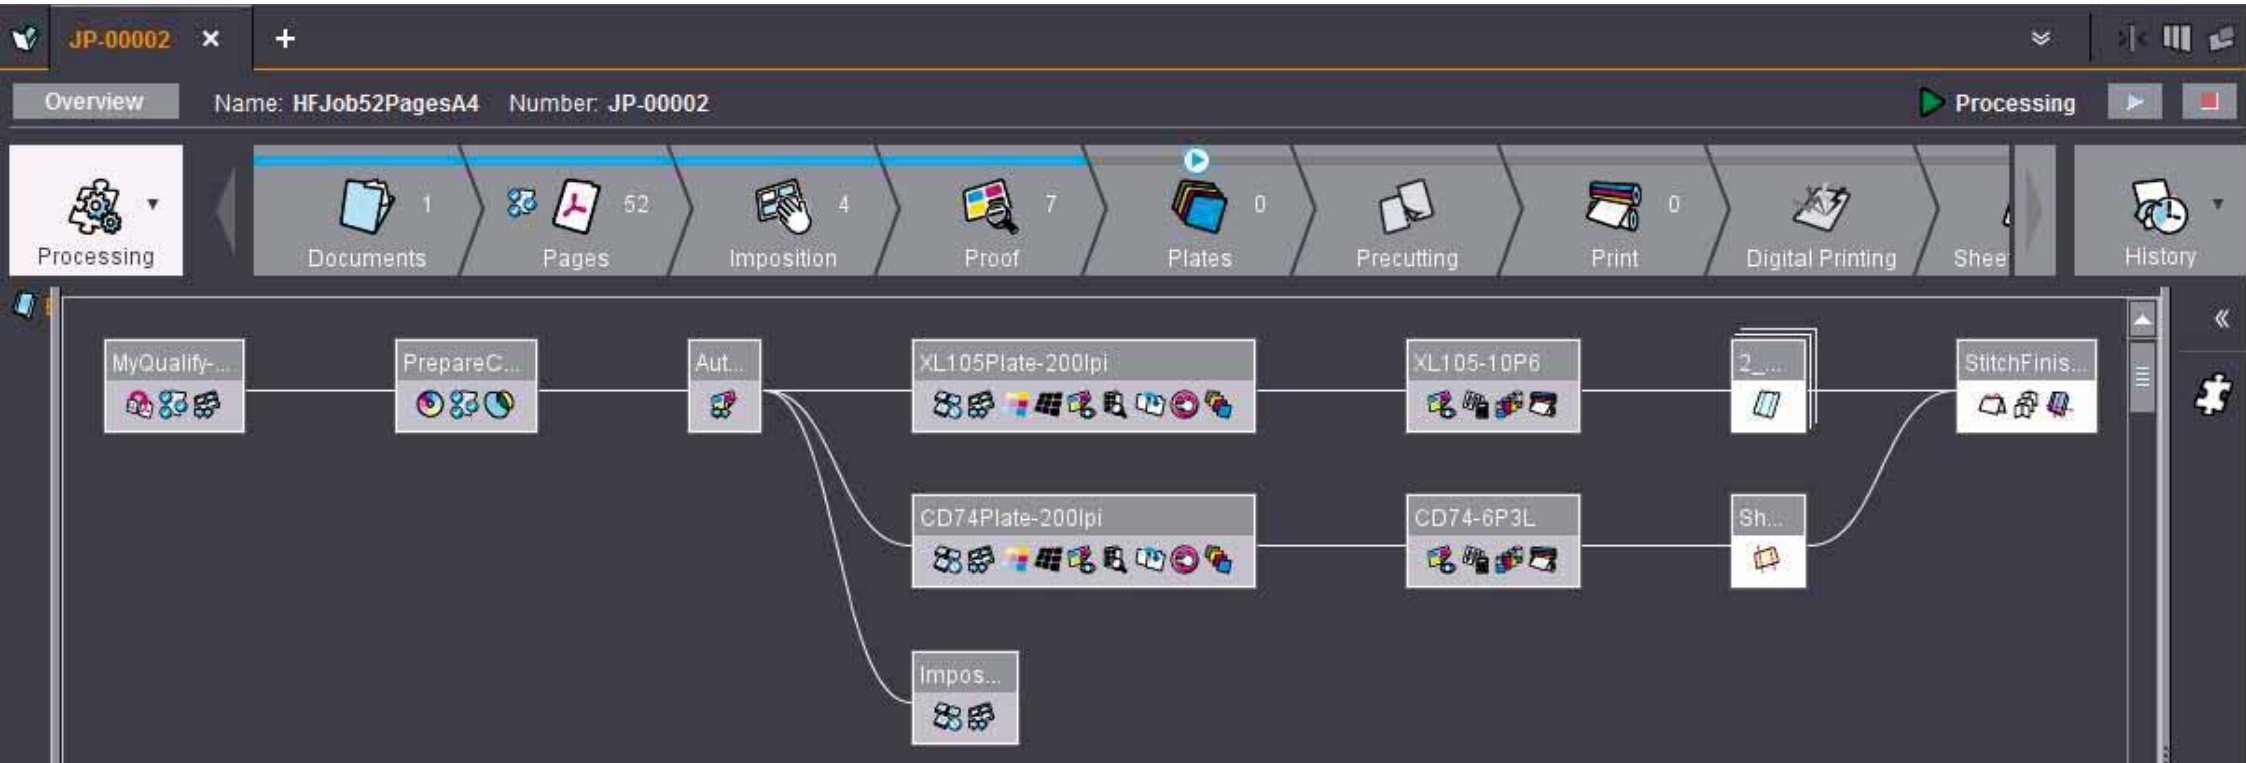 JP-00002
Overview Name: HFJob52PagesA4 Number: JP-00002 Processing
1 52 4 7 0 0
Processing Documents Pages Imposition Proof Plates Precutting Print Digital Printing Shee History
MyQualify-... PrepareC... Aut... XL105Plate-200lpi XL105-10P6 2_... StitchFinis...
CD74Plate-200lpi CD74-6P3L Sh...
Impos...